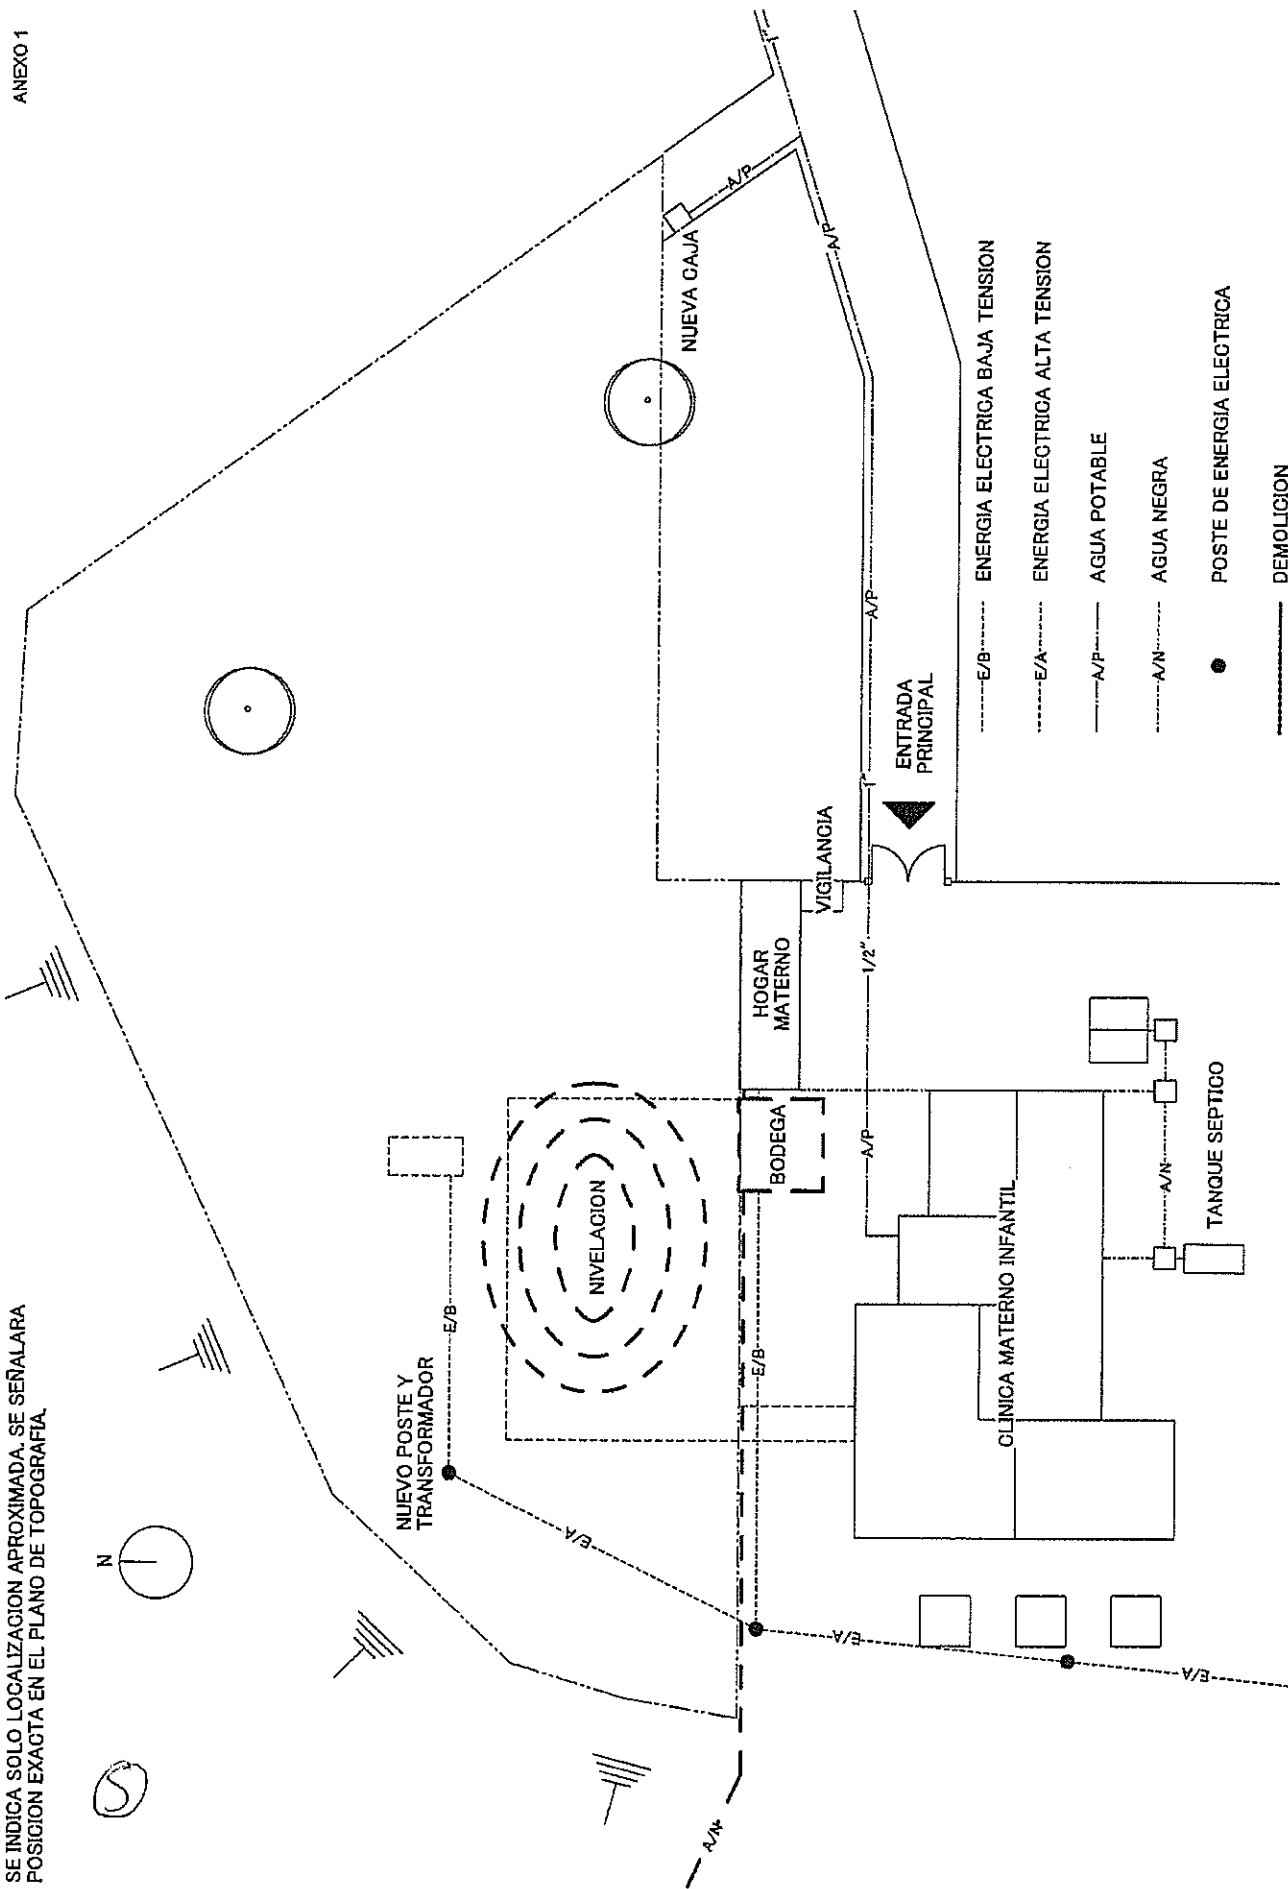 ANEXO 1
SE INDICA SOLO LOCALIZACION APROXIMADA. SE SEÑALARA
POSICION EXACTA EN EL PLANO DE TOPOGRAFIA.
N
NUEVO POSTE Y
TRANSFORMADOR
E/B
E/A
NIVELACION
NUEVA CAJA
A/P
A/P
1"
A/P
1"
1/2"
A/P
A/N
E/B
BODEGA
HOGAR
MATERNO
VIGILANCIA
ENTRADA
PRINCIPAL
E/A
E/A
CLINICA MATERNO INFANTIL
A/N
TANQUE SEPTICO
E/B ENERGIA ELECTRICA BAJA TENSION
E/A ENERGIA ELECTRICA ALTA TENSION
A/P AGUA POTABLE
A/N AGUA NEGRA
POSTE DE ENERGIA ELECTRICA
DEMOLICION